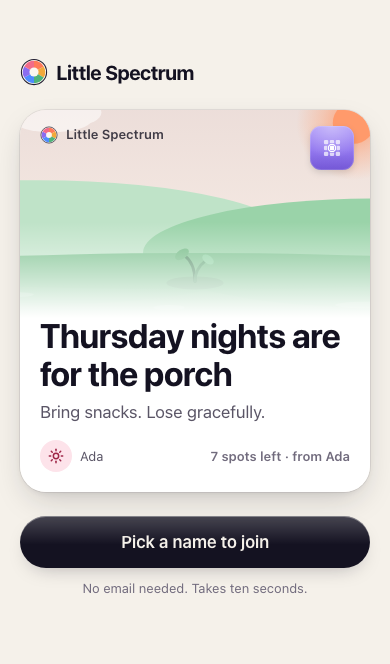 Little Spectrum
Little Spectrum
Thursday nights are
for the porch
Bring snacks. Lose gracefully.
Ada
7 spots left · from Ada
Pick a name to join
No email needed. Takes ten seconds.